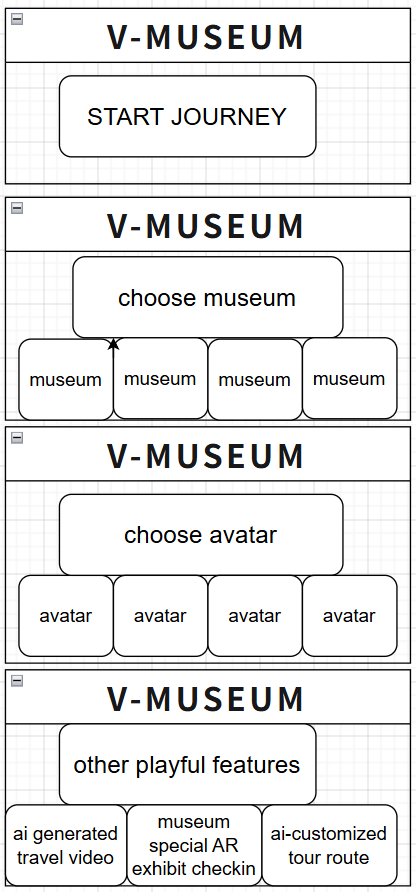 V-MUSEUM
START JOURNEY
V-MUSEUM
choose museum
museum
museum
museum
museum
V-MUSEUM
choose avatar
avatar
avatar
avatar
avatar
V-MUSEUM
other playful features
ai generated
travel video
museum
special AR
exhibit checkin
ai-customized
tour route